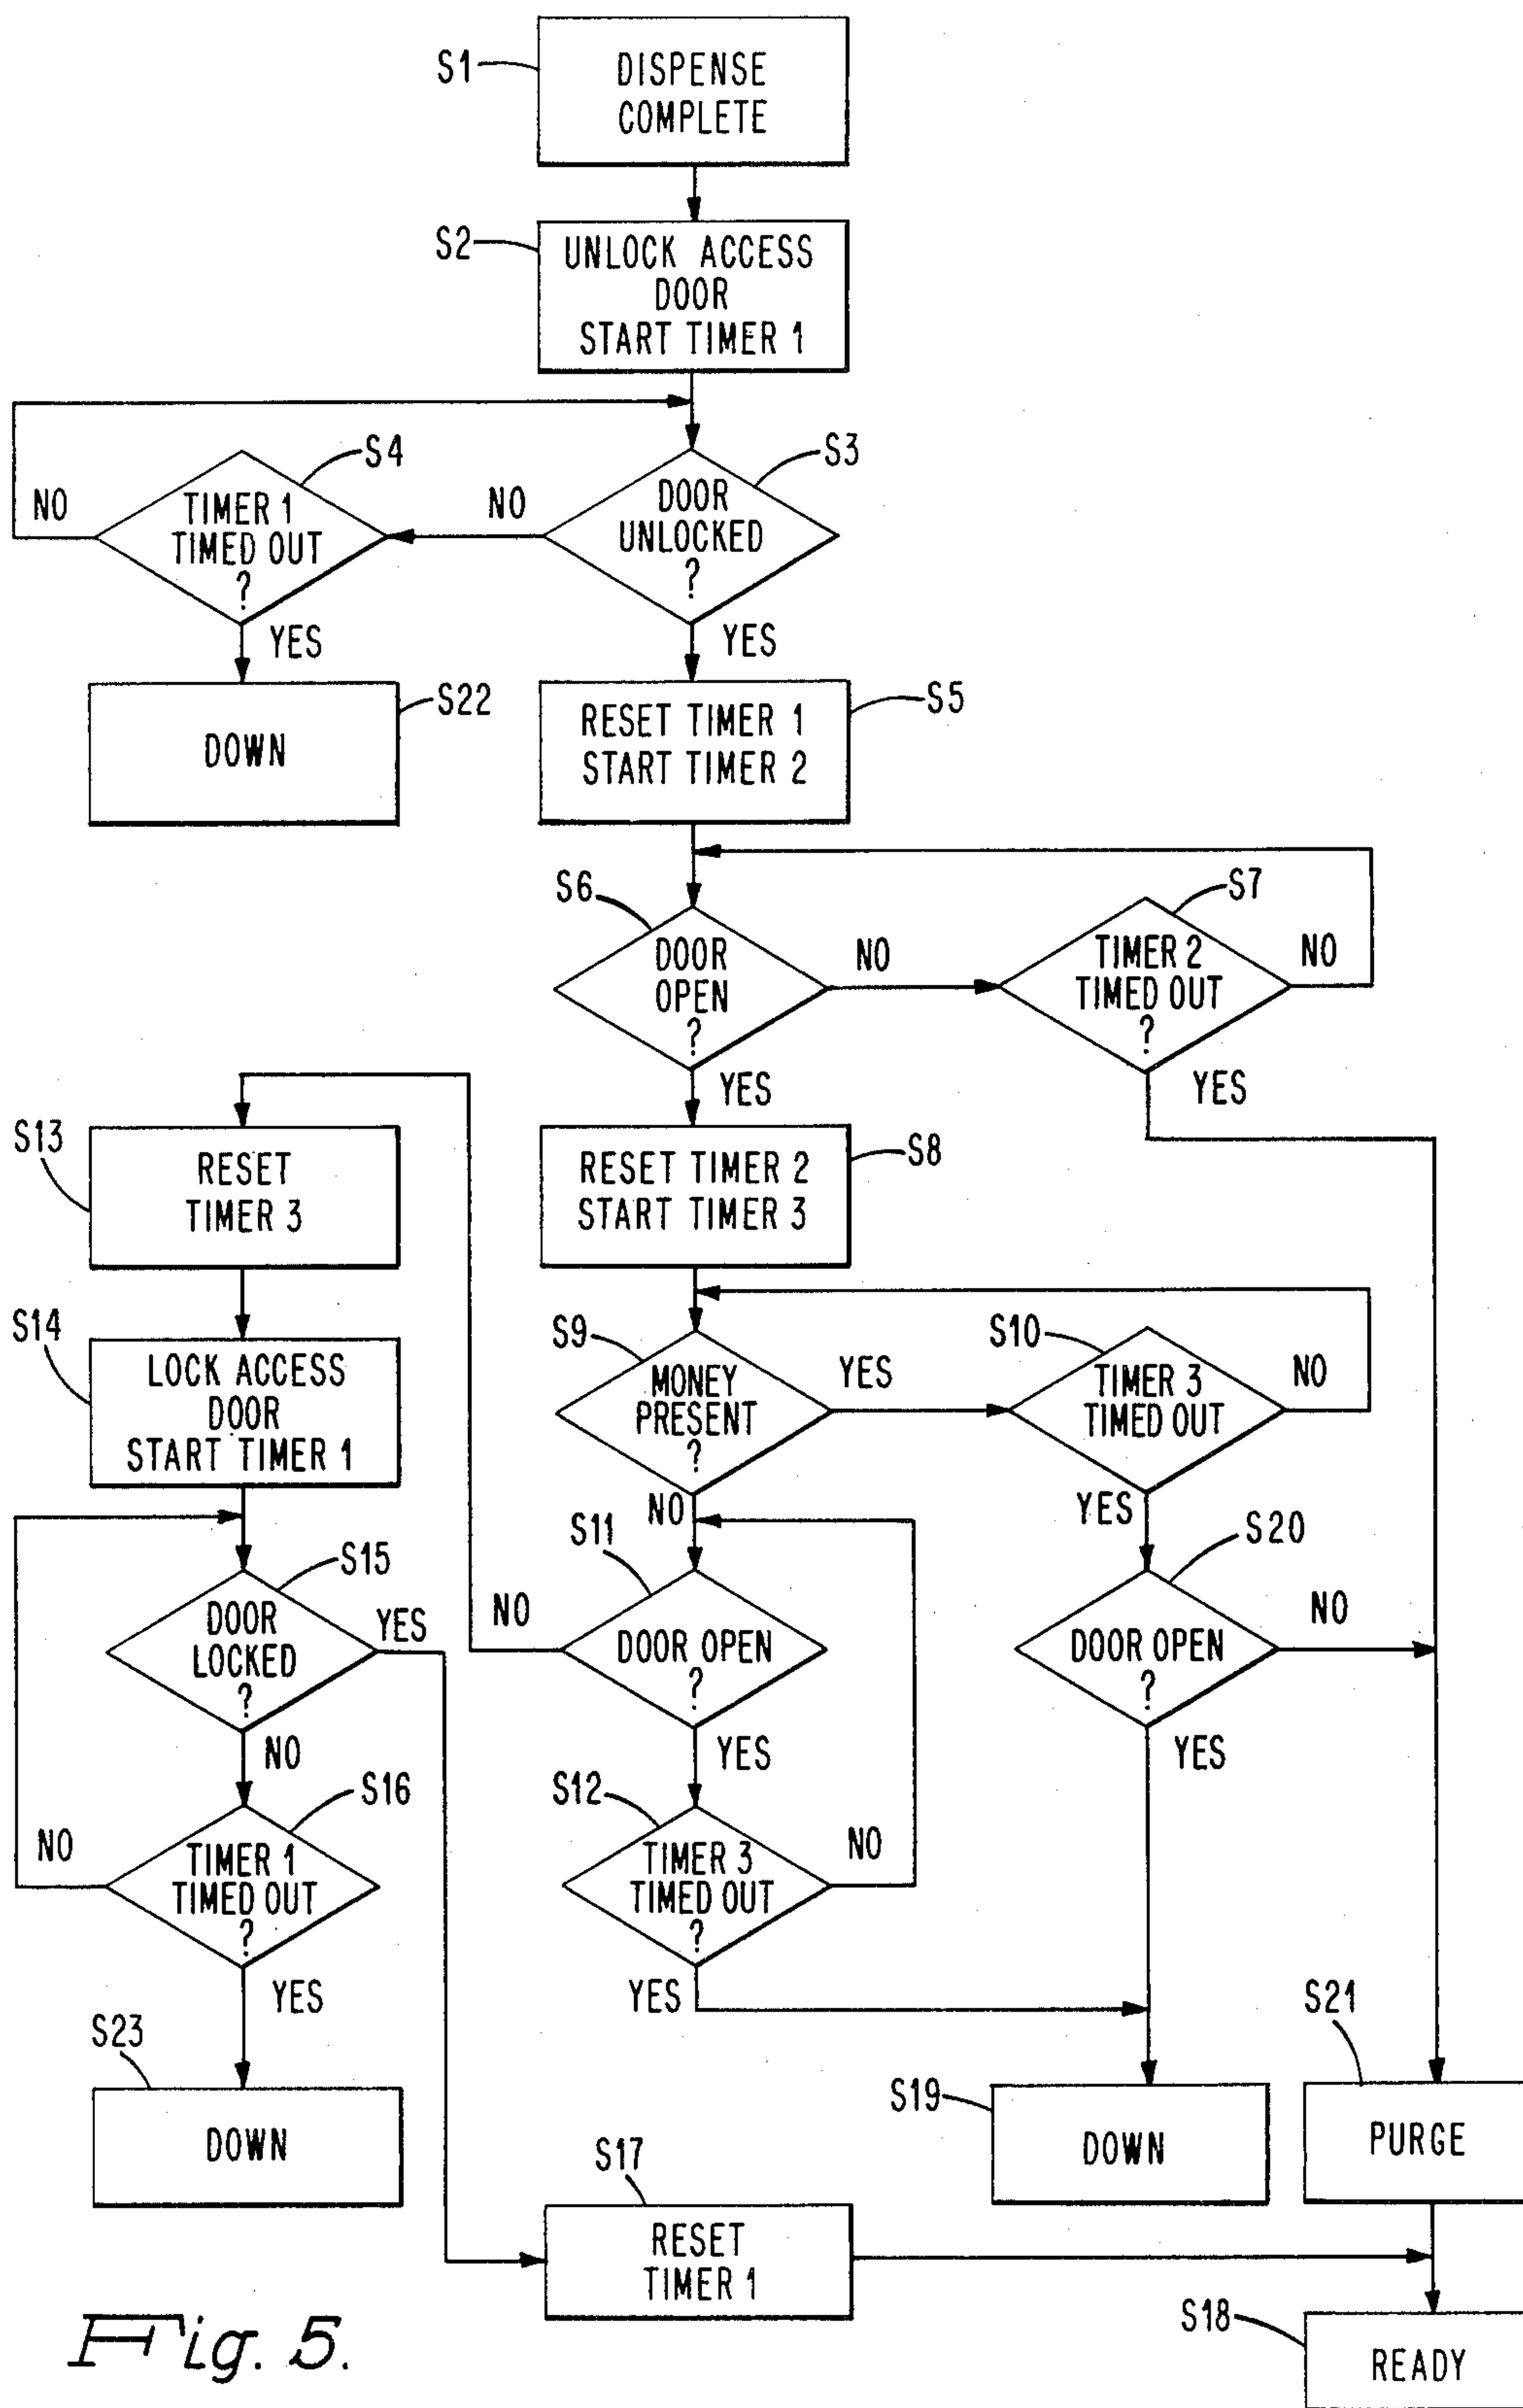 S1
DISPENSE
COMPLETE
S2
UNLOCK ACCESS
DOOR
START TIMER 1
S4
S3
NO
TIMER 1
TIMED OUT
?
NO
DOOR
UNLOCKED
?
YES
YES
S22
DOWN
S5
RESET TIMER 1
START TIMER 2
S6
S7
DOOR
OPEN
?
NO
TIMER 2
TIMED OUT
?
NO
YES
YES
S13
RESET
TIMER 3
RESET TIMER 2
START TIMER 3
S8
S14
LOCK ACCESS
DOOR
START TIMER 1
S9
MONEY
PRESENT
?
YES
S10
TIMER 3
TIMED OUT
NO
NO
YES
S15
DOOR
LOCKED
?
YES
NO
S11
DOOR OPEN
?
S20
DOOR OPEN
?
NO
NO
YES
YES
S16
NO
TIMER 1
TIMED OUT
?
S12
TIMER 3
TIMED OUT
?
NO
YES
YES
S23
DOWN
S19
DOWN
S21
PURGE
S17
RESET
TIMER 1
S18
READY
Fig. 5.